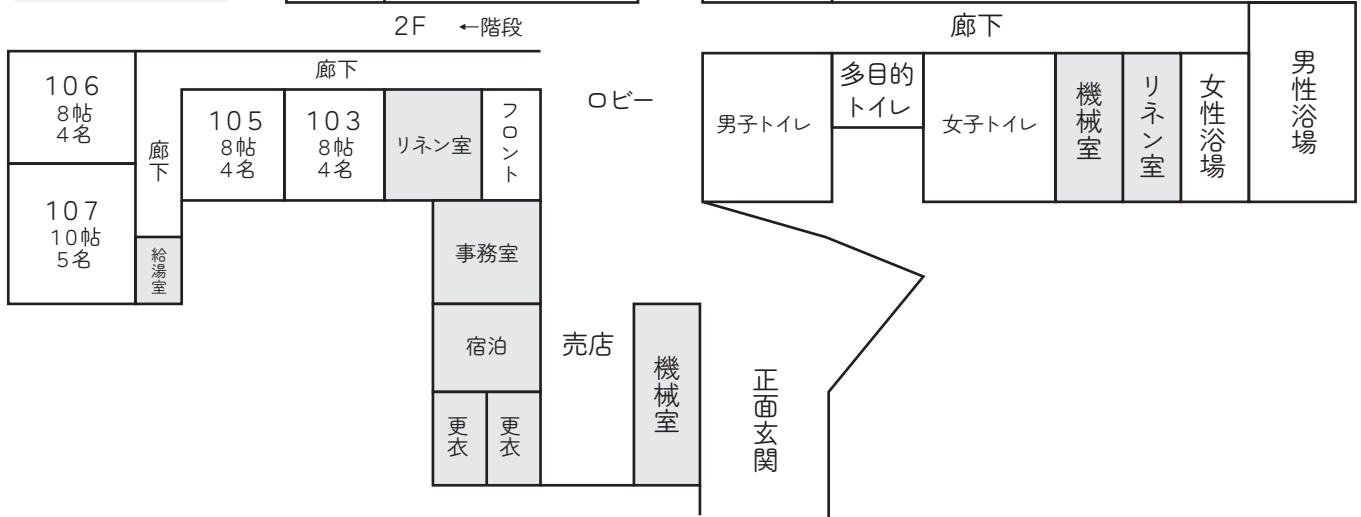 2F ←階段
廊下
106
8帖
4名
廊下
107
10帖
5名
廊下
給湯室
105
8帖
4名
103
8帖
4名
リネン室
フロント
ロビー
事務室
宿泊
更衣
更衣
売店
機械室
正面玄関
男子トイレ
多目的
トイレ
女子トイレ
機械室
リネン室
女性浴場
男性浴場